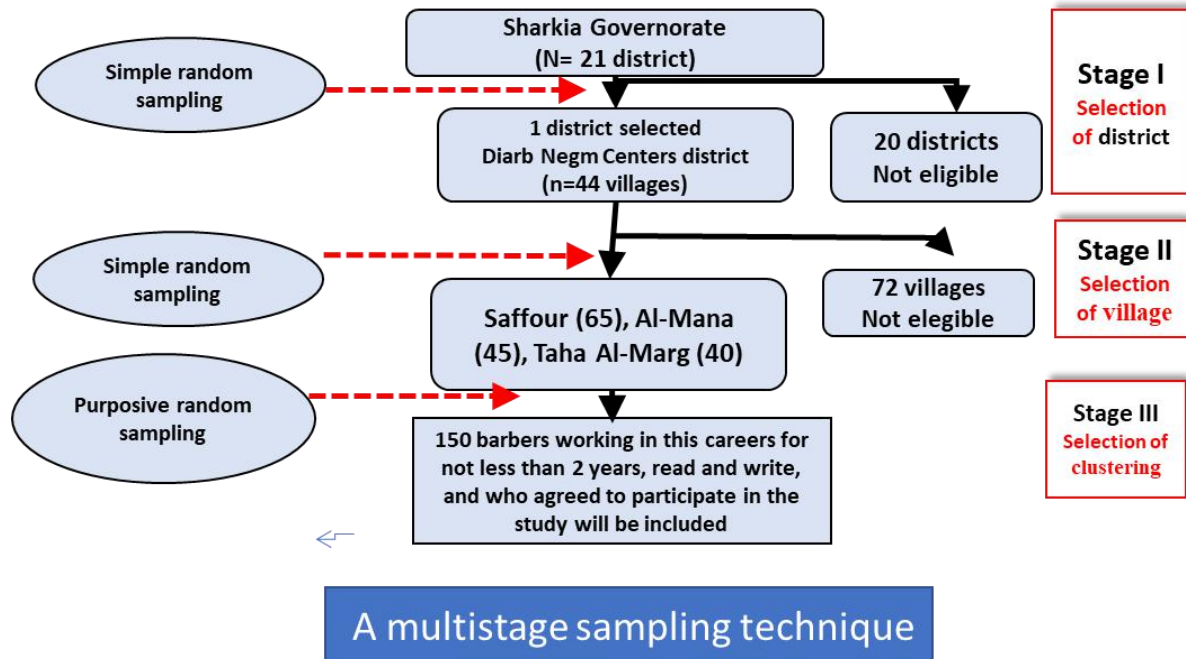 Sharkia Governorate
(N= 21 district)
Simple random
sampling
Stage I
Selection
of district
1 district selected
Diarb Negm Centers district
(n=44 villages)
20 districts
Not eligible
Simple random
sampling
Stage II
Selection
of village
72 villages
Not elegible
Saffour (65), Al-Mana
(45), Taha Al-Marg (40)
Purposive random
sampling
Stage III
Selection of
clustering
150 barbers working in this careers for
not less than 2 years, read and write,
and who agreed to participate in the
study will be included
A multistage sampling technique